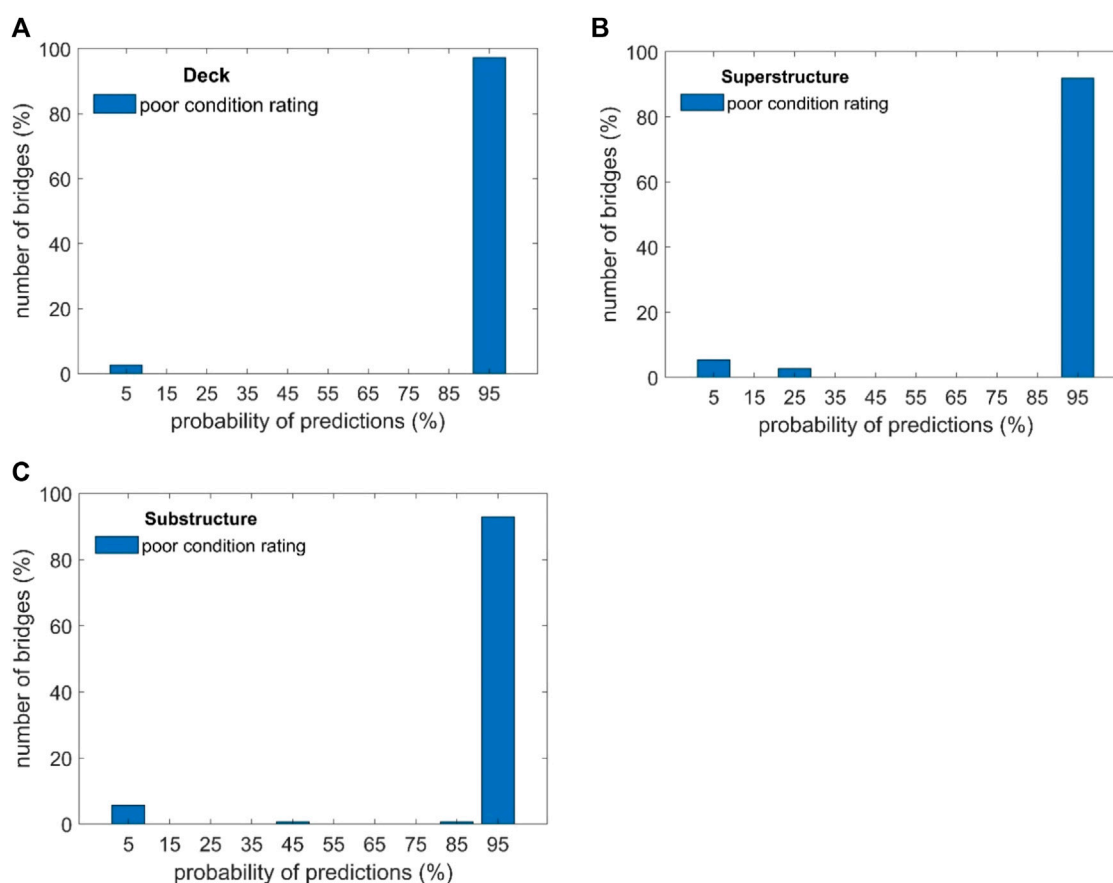 A
100
80
60
40
20
0
number of bridges (%)
Deck
poor condition rating
5 15 25 35 45 55 65 75 85 95
probability of predictions (%)
B
100
80
60
40
20
0
number of bridges (%)
Superstructure
poor condition rating
5 15 25 35 45 55 65 75 85 95
probability of predictions (%)
C
100
80
60
40
20
0
number of bridges (%)
Substructure
poor condition rating
5 15 25 35 45 55 65 75 85 95
probability of predictions (%)